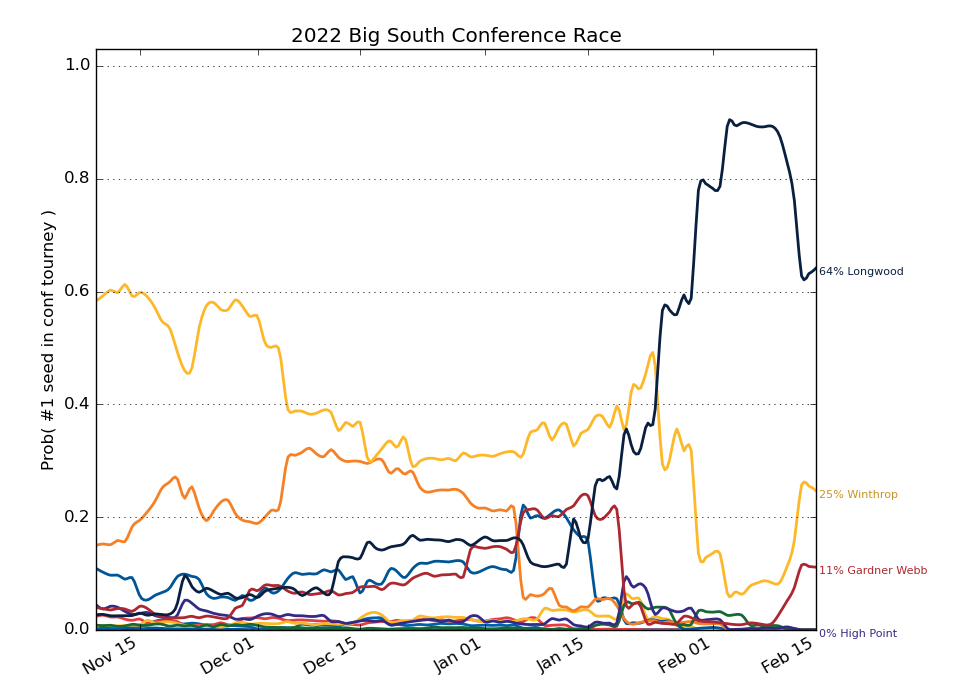 2022 Big South Conference Race
Prob( #1 seed in conf tourney )
1.0
0.8
0.6
0.4
0.2
0.0
64% Longwood
25% Winthrop
11% Gardner Webb
0% High Point
Nov 15
Dec 01
Dec 15
Jan 01
Jan 15
Feb 01
Feb 15